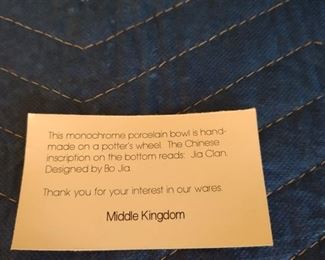 This monochrome porcelain bowl is hand-
made on a potter's wheel. The Chinese
inscription on the bottom reads: Jia Clan.
Designed by Bo Jia
Thank you for your interest in our wares.
Middle Kingdom